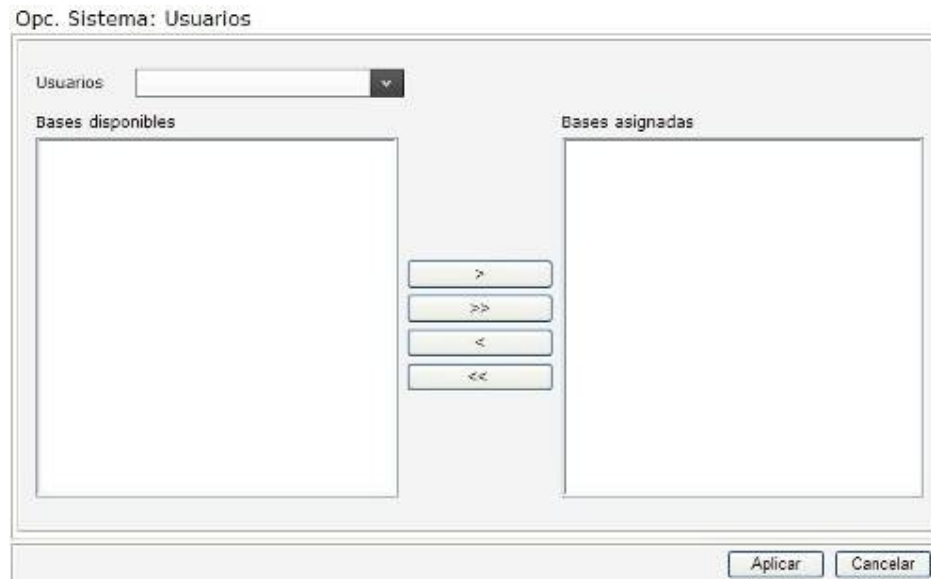 Opc. Sistema: Usuarios
Usuarios
Bases disponibles
Bases asignadas
>
>>
<
<<
Aplicar
Cancelar